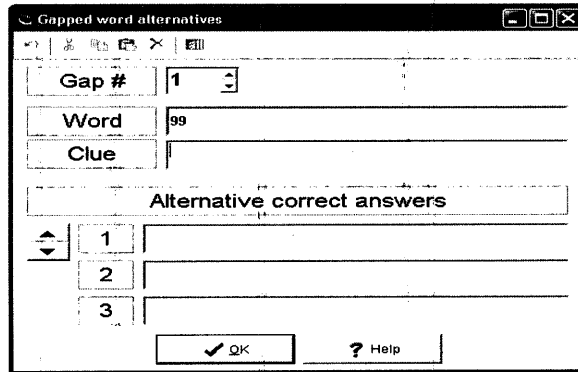 Gapped word alternatives
Gap # 1
Word 99
Clue
Alternative correct answers
1
2
3
OK ? Help